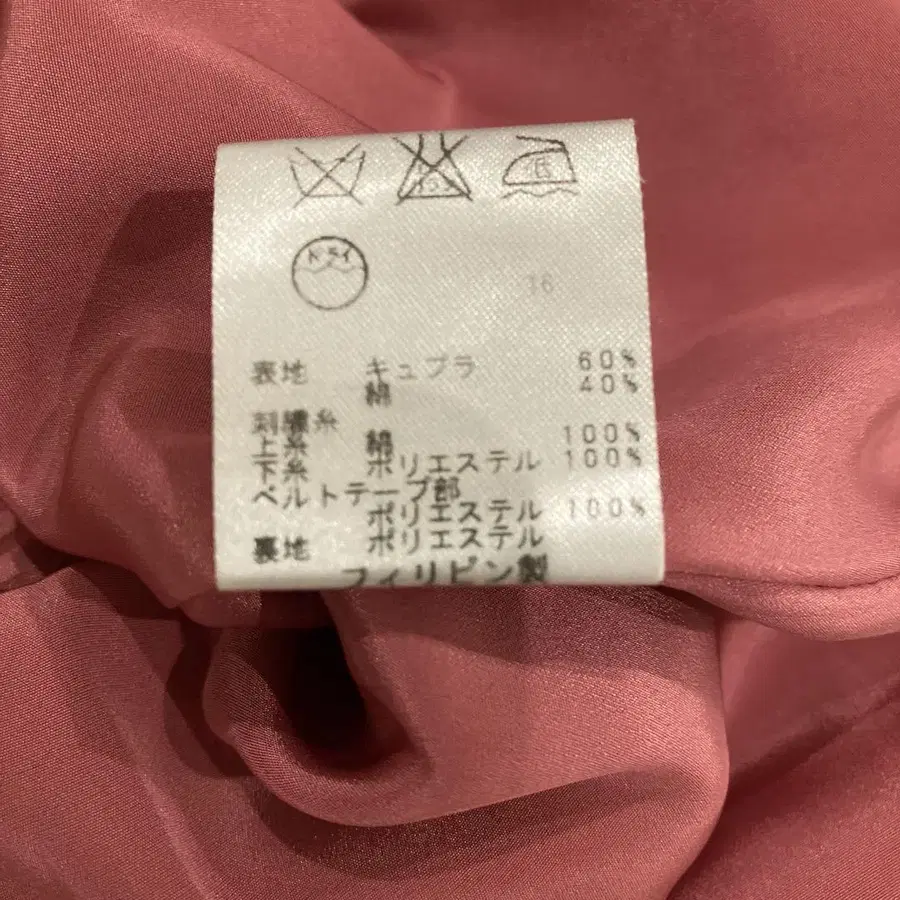 ドライ
16
表地 キュプラ 60%
綿 40%
刺繍糸
上糸 綿 100%
下糸 ポリエステル 100%
ベルトテープ部
ポリエステル 100%
裏地 ポリエステル
フィリピン製